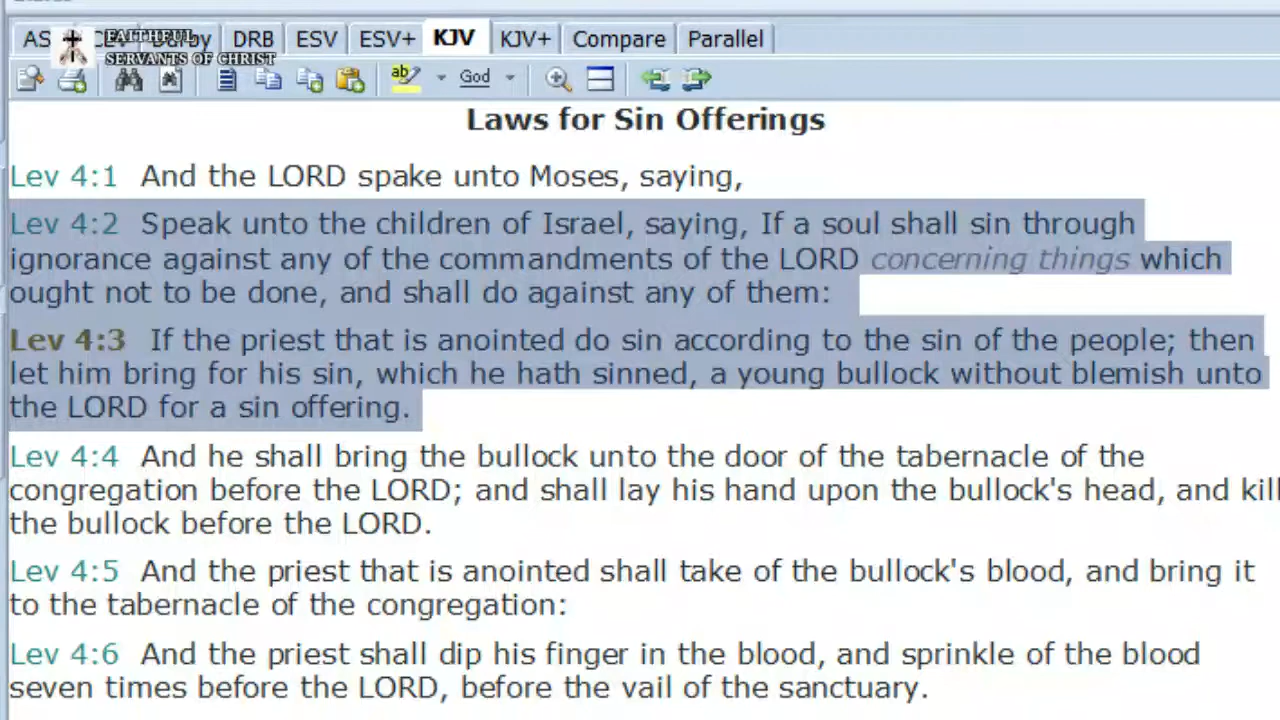 AS
Darby DRB ESV ESV+ KJV KJV+ Compare Parallel
FAITHFUL
SERVANTS OF CHRIST
ab God
Laws for Sin Offerings
Lev 4:1 And the LORD spake unto Moses, saying,
Lev 4:2 Speak unto the children of Israel, saying, If a soul shall sin through
ignorance against any of the commandments of the LORD concerning things which
ought not to be done, and shall do against any of them:
Lev 4:3 If the priest that is anointed do sin according to the sin of the people; then
let him bring for his sin, which he hath sinned, a young bullock without blemish unto
the LORD for a sin offering.
Lev 4:4 And he shall bring the bullock unto the door of the tabernacle of the
congregation before the LORD; and shall lay his hand upon the bullock's head, and kill
the bullock before the LORD.
Lev 4:5 And the priest that is anointed shall take of the bullock's blood, and bring it
to the tabernacle of the congregation:
Lev 4:6 And the priest shall dip his finger in the blood, and sprinkle of the blood
seven times before the LORD, before the vail of the sanctuary.